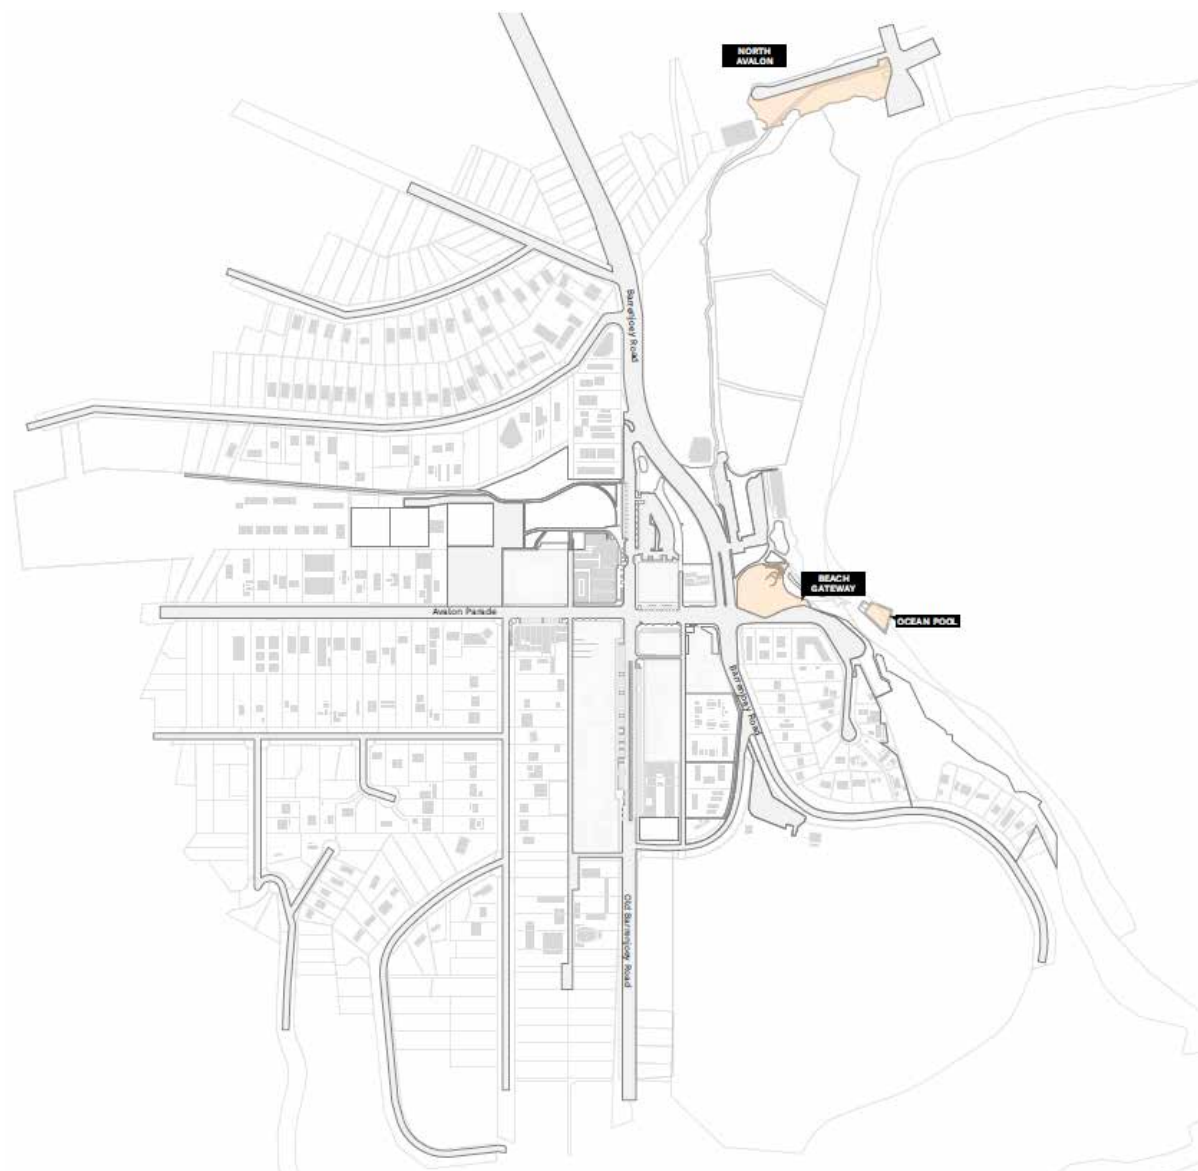 NORTH
AVALON
Barrenjoey Road
BEACH
GATEWAY
Avalon Parade
OCEAN POOL
Barrenjoey Road
Old Barrenjoey Road